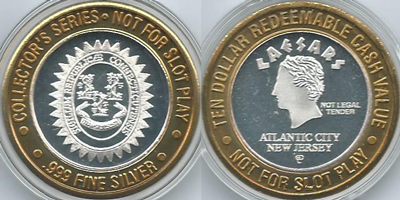 COLLECTOR'S SERIES • NOT FOR SLOT PLAY •
.999 FINE SILVER
TEN DOLLAR REDEEMABLE CASH VALUE
• NOT FOR SLOT PLAY •
CAESARS
NOT LEGAL
TENDER
ATLANTIC CITY
NEW JERSEY